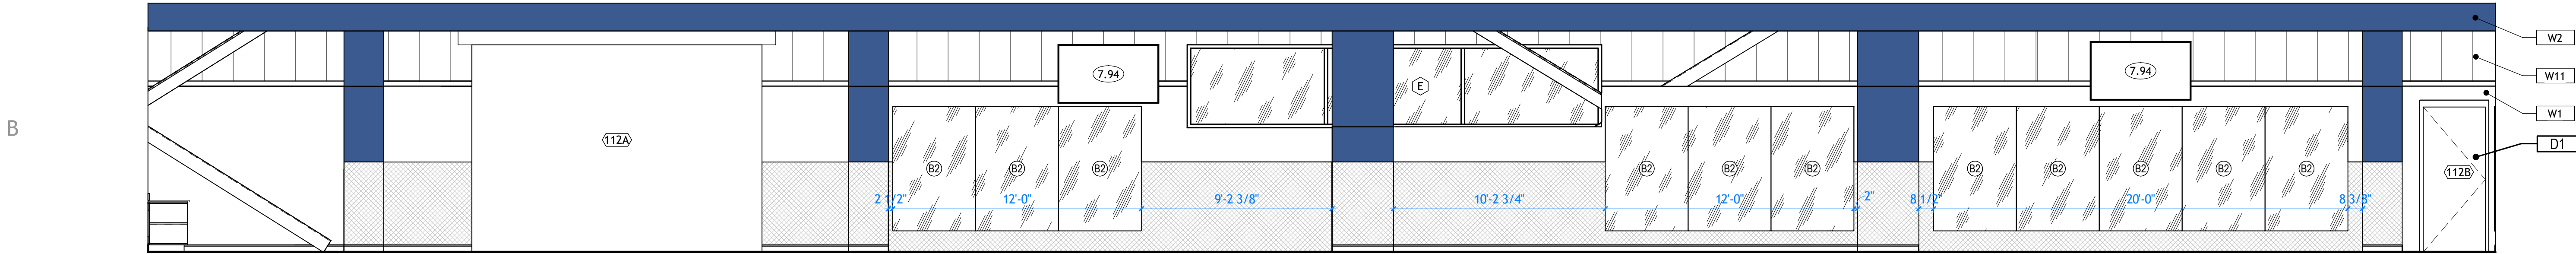 W2
7.94
7.94
W11
E
W1
B
112A
D1
B2
B2
B2
B2
B2
B2
B2
B2
B2
B2
B2
112B
2 1/2"
12'-0"
9'-2 3/8"
10'-2 3/4"
12'-0"
2"
8 1/2"
20'-0"
8 3/8"